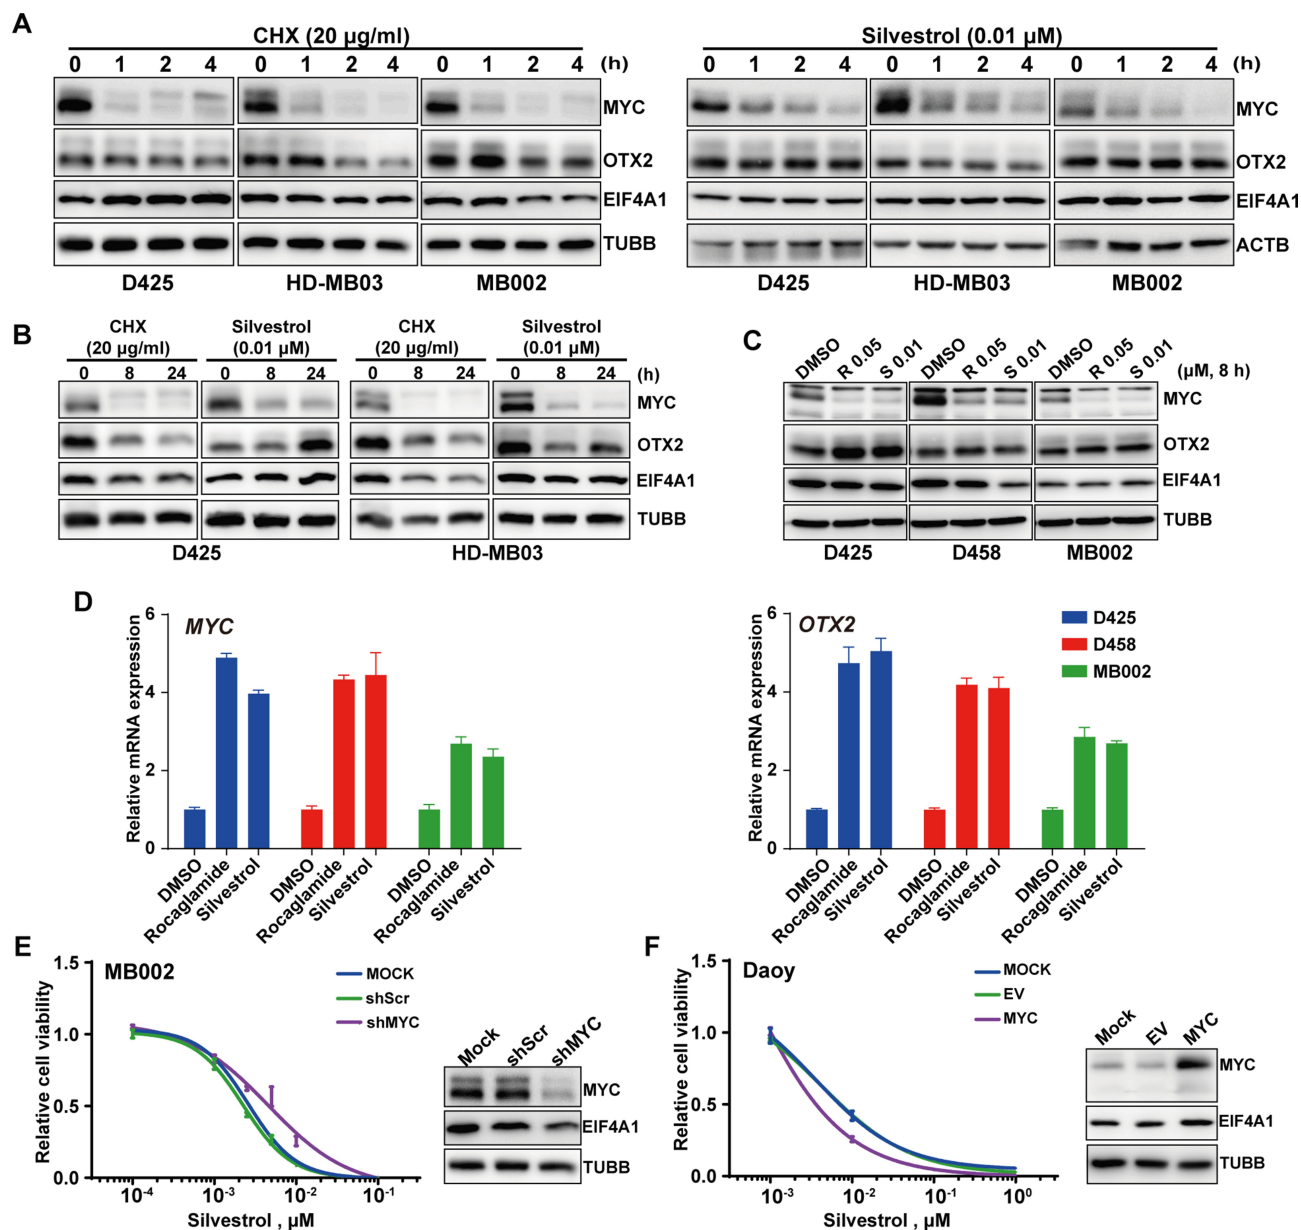 A
CHX (20 µg/ml)
0 1 2 4 0 1 2 4 0 1 2 4 (h)
MYC
OTX2
EIF4A1
TUBB
D425 HD-MB03 MB002
Silvestrol (0.01 µM)
0 1 2 4 0 1 2 4 0 1 2 4 (h)
MYC
OTX2
EIF4A1
ACTB
D425 HD-MB03 MB002
B
CHX Silvestrol CHX Silvestrol
(20 µg/ml) (0.01 µM) (20 µg/ml) (0.01 µM)
0 8 24 0 8 24 0 8 24 0 8 24 (h)
MYC
OTX2
EIF4A1
TUBB
D425 HD-MB03
C
DMSO R 0.05 S 0.01 DMSO R 0.05 S 0.01 DMSO R 0.05 S 0.01 (µM, 8 h)
MYC
OTX2
EIF4A1
TUBB
D425 D458 MB002
D
Relative mRNA expression
6
4
2
0
MYC
DMSO Rocaglamide Silvestrol DMSO Rocaglamide Silvestrol DMSO Rocaglamide Silvestrol
Relative mRNA expression
6
4
2
0
OTX2
D425
D458
MB002
DMSO Rocaglamide Silvestrol DMSO Rocaglamide Silvestrol DMSO Rocaglamide Silvestrol
E
Relative cell viability
1.5
1.0
0.5
0.0
MB002
MOCK
shScr
shMYC
10⁻⁴ 10⁻³ 10⁻² 10⁻¹
Silvestrol , µM
Mock shScr shMYC
MYC
EIF4A1
TUBB
F
Relative cell viability
1.5
1.0
0.5
0.0
Daoy
MOCK
EV
MYC
10⁻³ 10⁻² 10⁻¹ 10⁰
Silvestrol , µM
Mock EV MYC
MYC
EIF4A1
TUBB